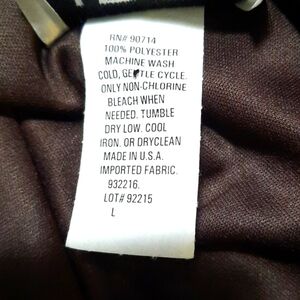 RN# 90714
100% POLYESTER
MACHINE WASH
COLD, GENTLE CYCLE.
ONLY NON-CHLORINE
BLEACH WHEN
NEEDED. TUMBLE
DRY LOW. COOL
IRON. OR DRYCLEAN
MADE IN U.S.A.
IMPORTED FABRIC.
932216.
LOT# 92215
L